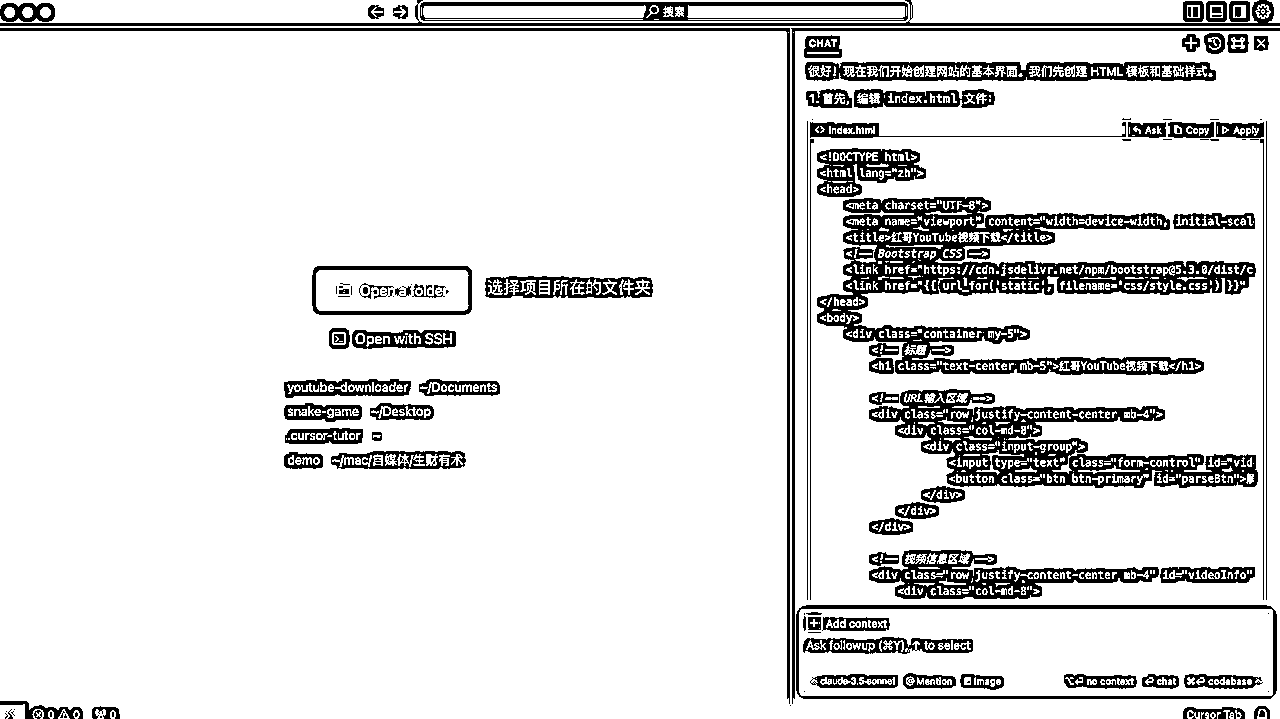 搜索
Open a folder
选择项目所在的文件夹
Open with SSH
youtube-downloader ~/Documents
snake-game ~/Desktop
.cursor-tutor ~
demo ~/mac/自媒体/生财有术
CHAT
很好！现在我们开始创建网站的基本界面。我们先创建 HTML 模板和基础样式。
1. 首先，编辑 index.html 文件：
<> index.html Ask Copy Apply
<!DOCTYPE html>
<html lang="zh">
<head>
<meta charset="UTF-8">
<meta name="viewport" content="width=device-width, initial-scal
<title>红哥YouTube视频下载</title>
<!-- Bootstrap CSS -->
<link href="https://cdn.jsdelivr.net/npm/bootstrap@5.3.0/dist/c
<link href="{{ url_for('static', filename='css/style.css') }}"
</head>
<body>
<div class="container my-5">
<!-- 标题 -->
<h1 class="text-center mb-5">红哥YouTube视频下载</h1>
<!-- URL输入区域 -->
<div class="row justify-content-center mb-4">
<div class="col-md-8">
<div class="input-group">
<input type="text" class="form-control" id="vid
<button class="btn btn-primary" id="parseBtn">
</div>
</div>
</div>
<!-- 视频信息区域 -->
<div class="row justify-content-center mb-4" id="videoInfo"
<div class="col-md-8">
Add context
Ask followup (⌘Y), ↑ to select
claude-3.5-sonnet @ Mention Image ⌥⏎ no context ⏎ chat ⌘⏎ codebase
0 0 0
Cursor Tab